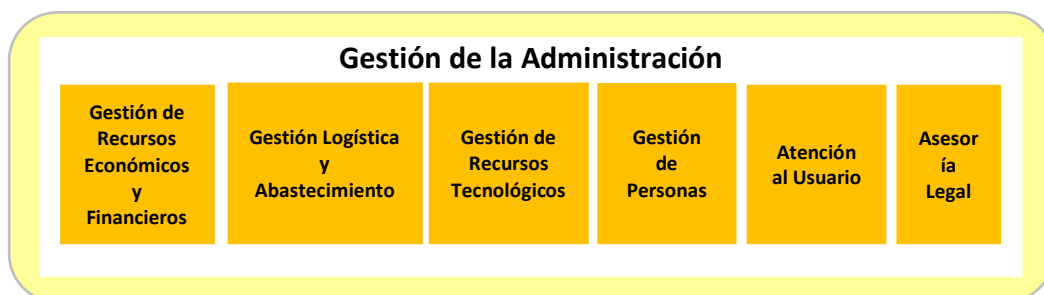 Gestión de la Administración
Gestión de
Recursos
Económicos
y
Financieros
Gestión Logística
y
Abastecimiento
Gestión de
Recursos
Tecnológicos
Gestión
de
Personas
Atención
al Usuario
Asesor
ía
Legal